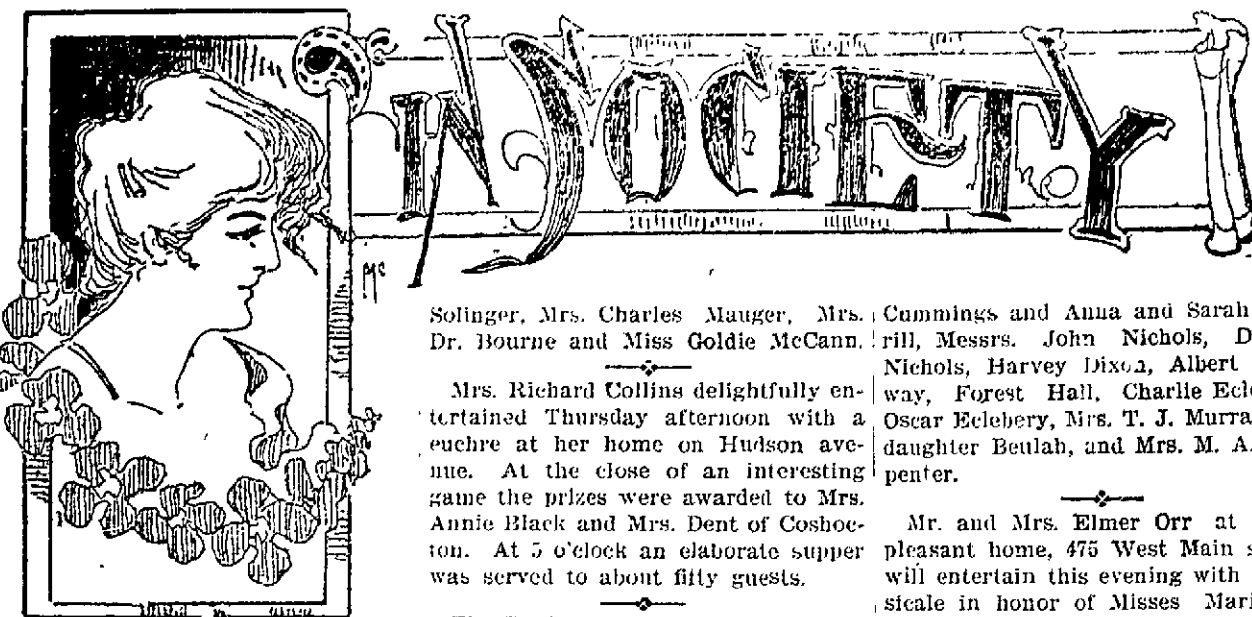 IN SOCIETY
Mc
Solinger, Mrs. Charles Mauger, Mrs.
Dr. Bourne and Miss Goldie McCann.
Mrs. Richard Collins delightfully en-
tertained Thursday afternoon with a
euchre at her home on Hudson ave-
nue. At the close of an interesting
game the prizes were awarded to Mrs.
Annie Black and Mrs. Dent of Coshoc-
ton. At 5 o'clock an elaborate supper
was served to about fifty guests.
Cummings and Anna and Sarah
rill, Messrs. John Nichols, D
Nichols, Harvey Dixon, Albert
way, Forest Hall, Charlie Ecle
Oscar Eclebery, Mrs. T. J. Murra
daughter Beulah, and Mrs. M. A.
penter.
Mr. and Mrs. Elmer Orr at
pleasant home, 475 West Main s
will entertain this evening with
sicale in honor of Misses Mari